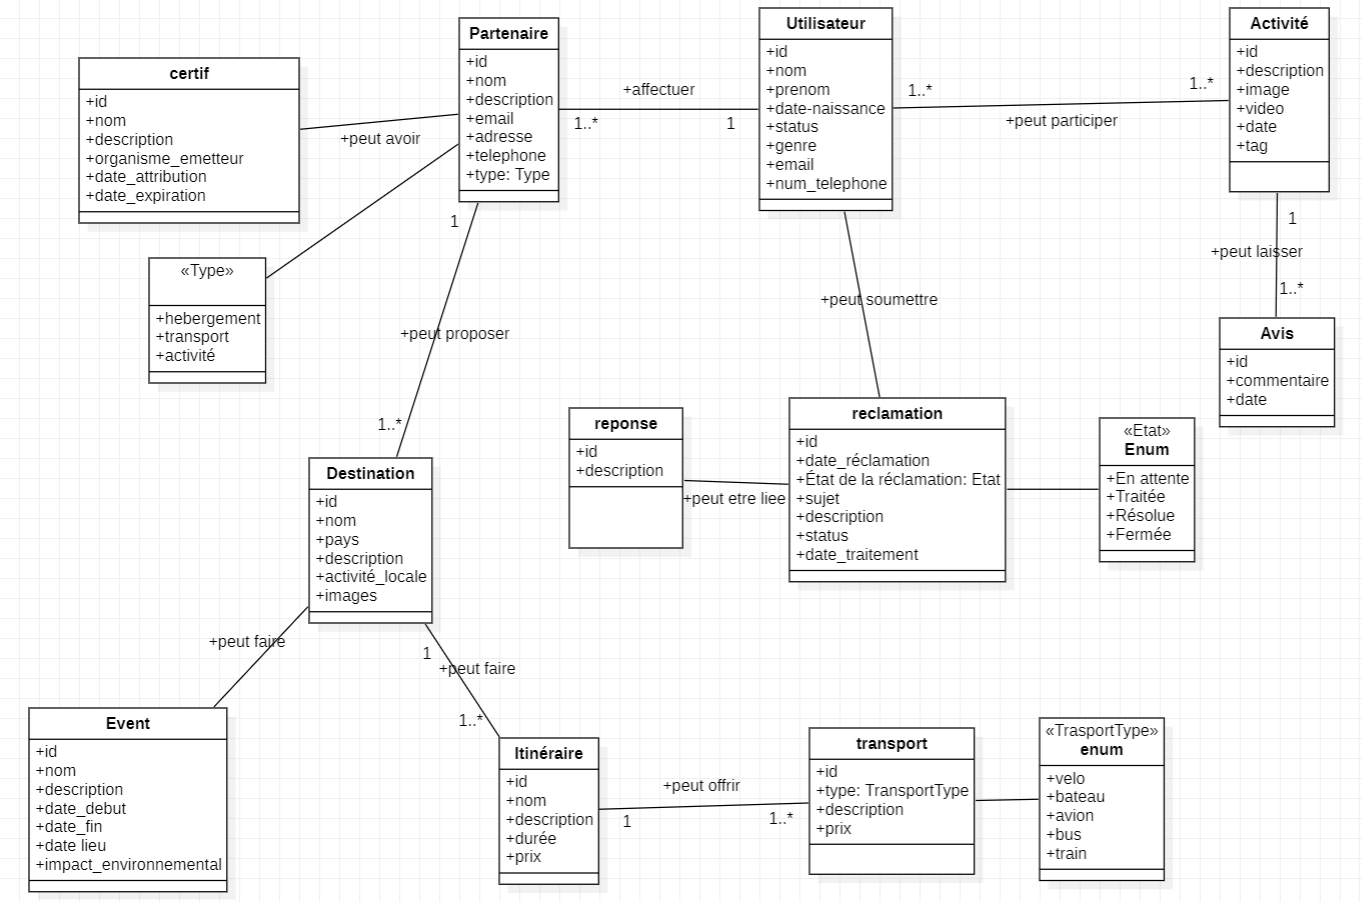 certif
+id
+nom
+description
+organisme_emetteur
+date_attribution
+date_expiration
+peut avoir
Partenaire
+id
+nom
+description
+email
+adresse
+telephone
+type: Type
+affectuer
1..*
1
Utilisateur
+id
+nom
+prenom
+date-naissance
+status
+genre
+email
+num_telephone
1..*
1..*
+peut participer
Activité
+id
+description
+image
+video
+date
+tag
«Type»
+hebergement
+transport
+activité
1
+peut proposer
1..*
+peut soumettre
1
+peut laisser
1..*
Avis
+id
+commentaire
+date
reponse
+id
+description
+peut etre liee
reclamation
+id
+date_réclamation
+État de la réclamation: Etat
+sujet
+description
+status
+date_traitement
«Etat»
Enum
+En attente
+Traitée
+Résolue
+Fermée
Destination
+id
+nom
+pays
+description
+activité_locale
+images
+peut faire
1
+peut faire
1..*
Event
+id
+nom
+description
+date_debut
+date_fin
+date lieu
+impact_environnemental
Itinéraire
+id
+nom
+description
+durée
+prix
+peut offrir
1
1..*
transport
+id
+type: TransportType
+description
+prix
«TrasportType»
enum
+velo
+bateau
+avion
+bus
+train